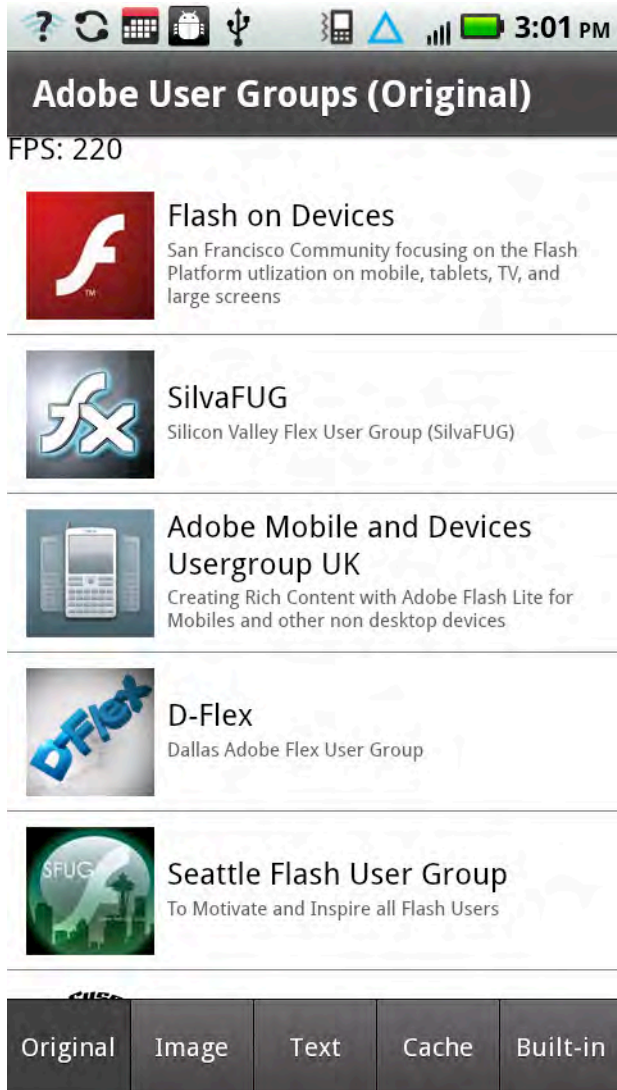 3:01 PM
Adobe User Groups (Original)
FPS: 220
Flash on Devices
San Francisco Community focusing on the Flash
Platform utlization on mobile, tablets, TV, and
large screens
TM
SilvaFUG
Silicon Valley Flex User Group (SilvaFUG)
fx
Adobe Mobile and Devices
Usergroup UK
Creating Rich Content with Adobe Flash Lite for
Mobiles and other non desktop devices
D-Flex
D-Flex
Dallas Adobe Flex User Group
SFUG
Seattle Flash User Group
To Motivate and Inspire all Flash Users
Original Image Text Cache Built-in